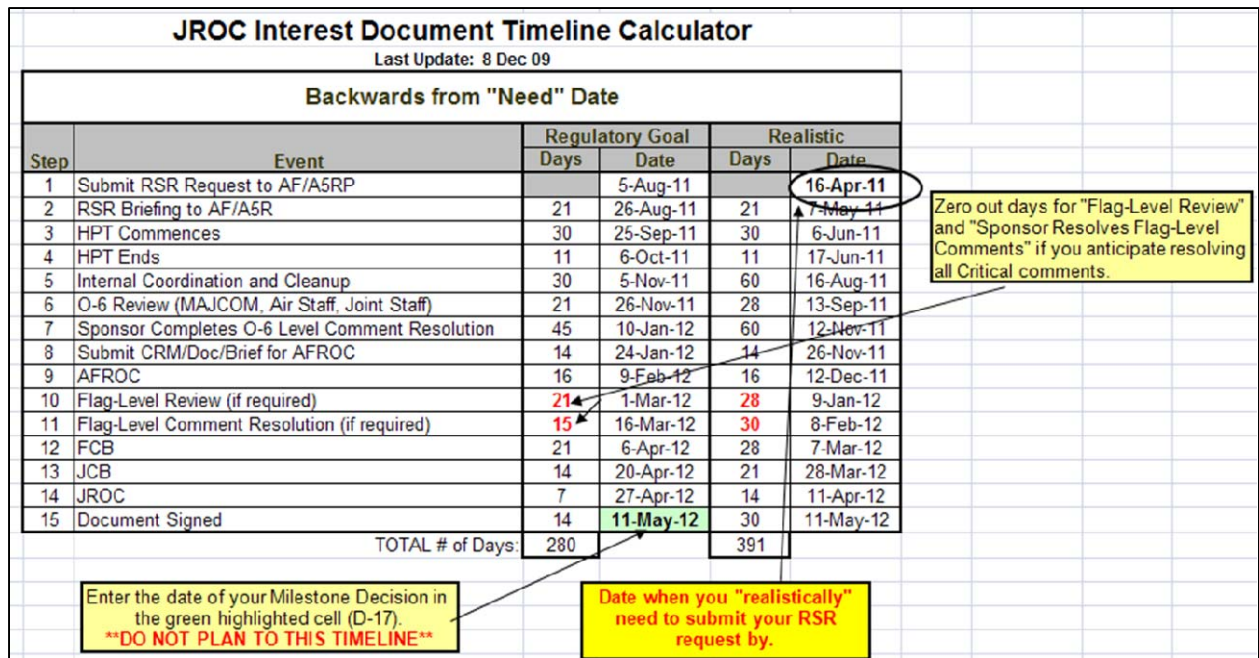 JROC Interest Document Timeline Calculator
Last Update: 8 Dec 09
Backwards from "Need" Date
Regulatory Goal Realistic
Step Event Days Date Days Date
1 Submit RSR Request to AF/A5RP 5-Aug-11 16-Apr-11
2 RSR Briefing to AF/A5R 21 26-Aug-11 21 7-May-11
3 HPT Commences 30 25-Sep-11 30 6-Jun-11
4 HPT Ends 11 6-Oct-11 11 17-Jun-11
5 Internal Coordination and Cleanup 30 5-Nov-11 60 16-Aug-11
6 O-6 Review (MAJCOM, Air Staff, Joint Staff) 21 26-Nov-11 28 13-Sep-11
7 Sponsor Completes O-6 Level Comment Resolution 45 10-Jan-12 60 12-Nov-11
8 Submit CRM/Doc/Brief for AFROC 14 24-Jan-12 14 26-Nov-11
9 AFROC 16 9-Feb-12 16 12-Dec-11
10 Flag-Level Review (if required) 21 1-Mar-12 28 9-Jan-12
11 Flag-Level Comment Resolution (if required) 15 16-Mar-12 30 8-Feb-12
12 FCB 21 6-Apr-12 28 7-Mar-12
13 JCB 14 20-Apr-12 21 28-Mar-12
14 JROC 7 27-Apr-12 14 11-Apr-12
15 Document Signed 14 11-May-12 30 11-May-12
TOTAL # of Days: 280 391
Zero out days for "Flag-Level Review"
and "Sponsor Resolves Flag-Level
Comments" if you anticipate resolving
all Critical comments.
Enter the date of your Milestone Decision in
the green highlighted cell (D-17).
**DO NOT PLAN TO THIS TIMELINE**
Date when you "realistically"
need to submit your RSR
request by.